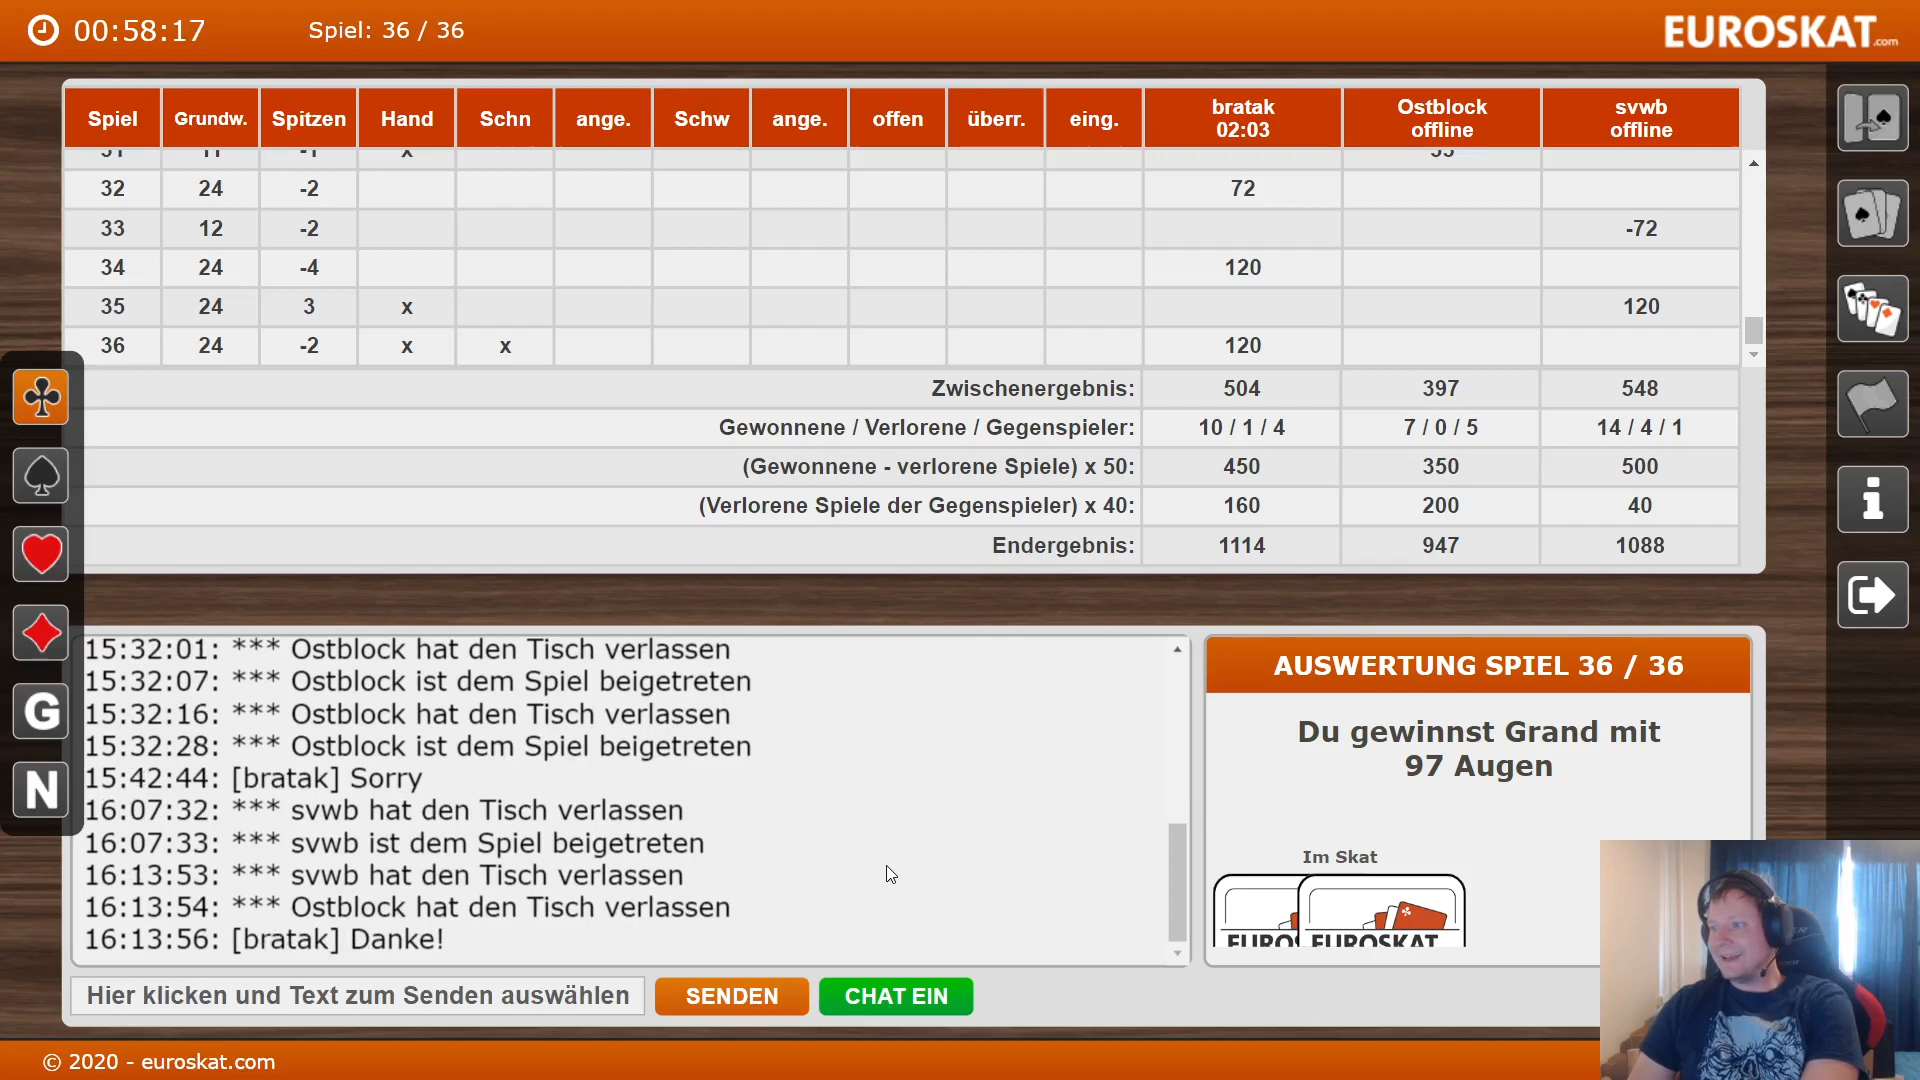 00:58:17 Spiel: 36 / 36 EUROSKAT.com
Spiel Grundw. Spitzen Hand Schn ange. Schw ange. offen überr. eing. bratak 02:03 Ostblock offline svwb offline
31 11 -1 x 55
32 24 -2 72
33 12 -2 -72
34 24 -4 120
35 24 3 x 120
36 24 -2 x x 120
Zwischenergebnis: 504 397 548
Gewonnene / Verlorene / Gegenspieler: 10 / 1 / 4 7 / 0 / 5 14 / 4 / 1
(Gewonnene - verlorene Spiele) x 50: 450 350 500
(Verlorene Spiele der Gegenspieler) x 40: 160 200 40
Endergebnis: 1114 947 1088
G
N
15:32:01: *** Ostblock hat den Tisch verlassen
15:32:07: *** Ostblock ist dem Spiel beigetreten
15:32:16: *** Ostblock hat den Tisch verlassen
15:32:28: *** Ostblock ist dem Spiel beigetreten
15:42:44: [bratak] Sorry
16:07:32: *** svwb hat den Tisch verlassen
16:07:33: *** svwb ist dem Spiel beigetreten
16:13:53: *** svwb hat den Tisch verlassen
16:13:54: *** Ostblock hat den Tisch verlassen
16:13:56: [bratak] Danke!
Hier klicken und Text zum Senden auswählen SENDEN CHAT EIN
AUSWERTUNG SPIEL 36 / 36
Du gewinnst Grand mit
97 Augen
Im Skat
EUROS EUROSKAT
© 2020 - euroskat.com